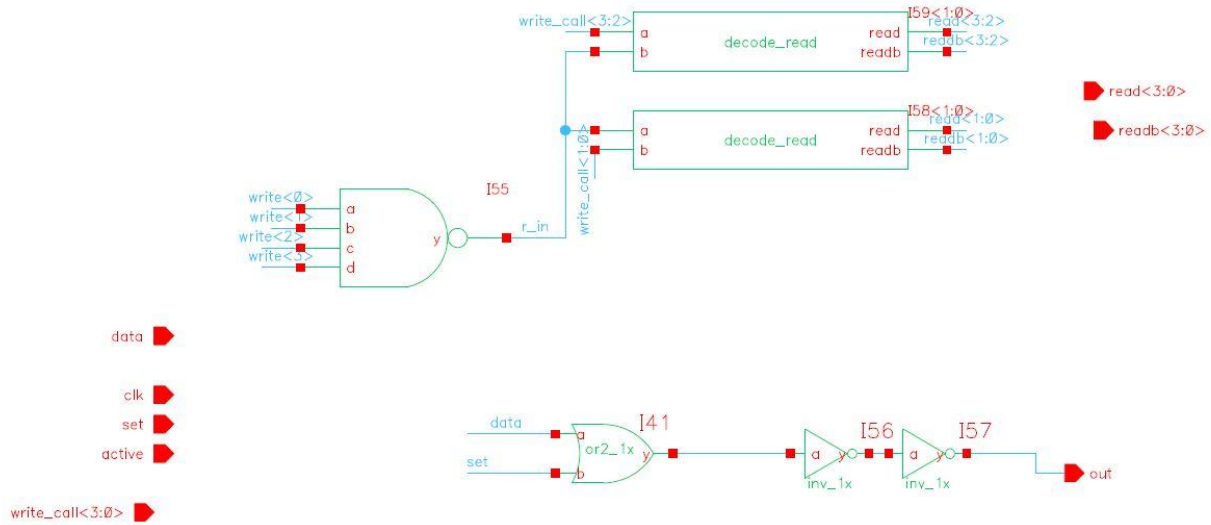 write_call<3:2>
I59<1:0>
a
read
read<3:2>
b
decode_read
readb
readb<3:2>
read<3:0>
readb<3:0>
I58<1:0>
a
read
read<1:0>
b
decode_read
readb
readb<1:0>
write_call<1:0>
I55
write<0>
a
write<1>
b
y
r_in
write<2>
c
write<3>
d
data
clk
set
active
write_call<3:0>
data
a
I41
or2_1x
y
set
b
a
y
I56
inv_1x
a
y
I57
inv_1x
out